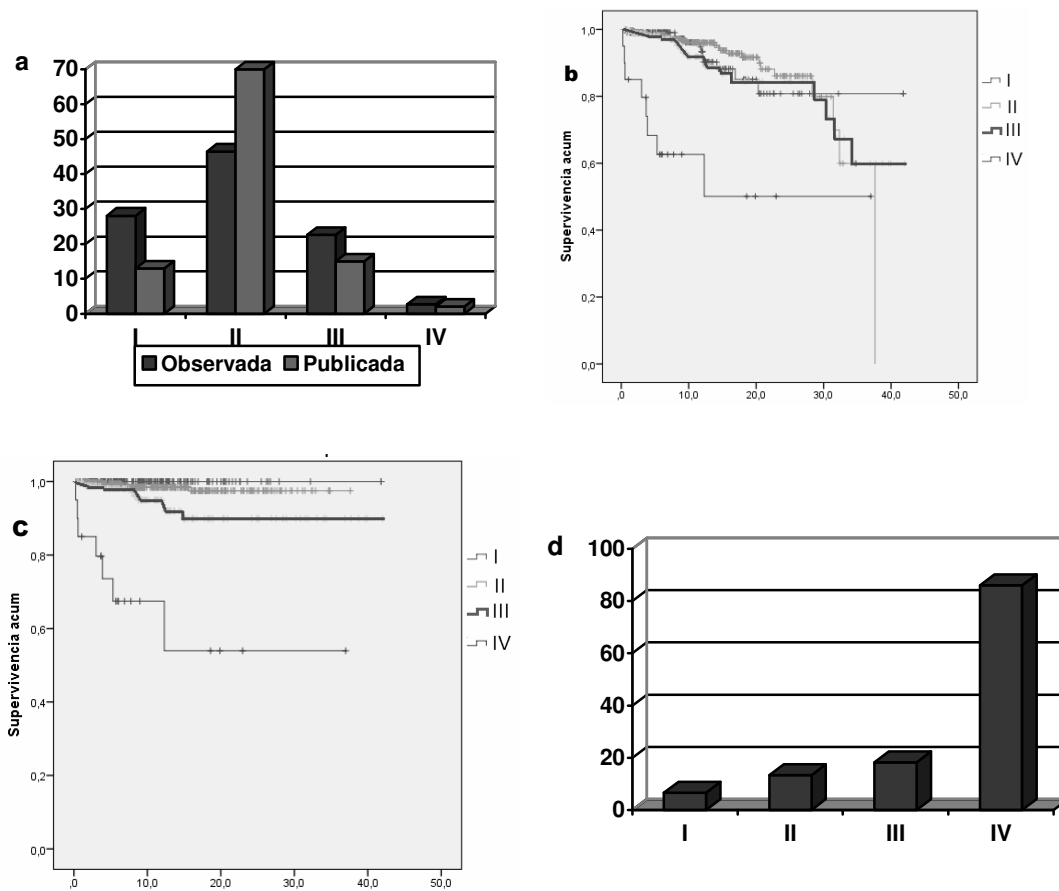 a
70
60
50
40
30
20
10
0
I II III IV
Observada Publicada
b
Supervivencia acum
1,0
0,8
0,6
0,4
0,2
0,0
,0 10,0 20,0 30,0 40,0 50,0
I
II
III
IV
c
Supervivencia acum
1,0
0,8
0,6
0,4
0,2
0,0
,0 10,0 20,0 30,0 40,0 50,0
I
II
III
IV
d
100
80
60
40
20
0
I II III IV